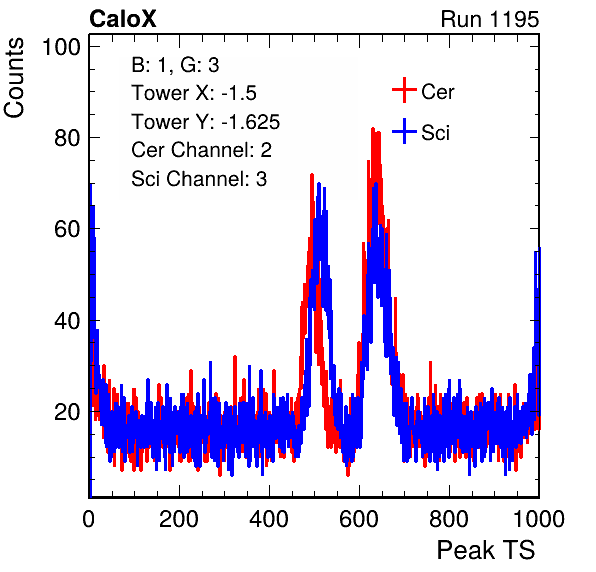 CaloX Run 1195
Counts
100
80
60
40
20
B: 1, G: 3
Tower X: -1.5
Tower Y: -1.625
Cer Channel: 2
Sci Channel: 3
Cer
Sci
0 200 400 600 800 1000
Peak TS